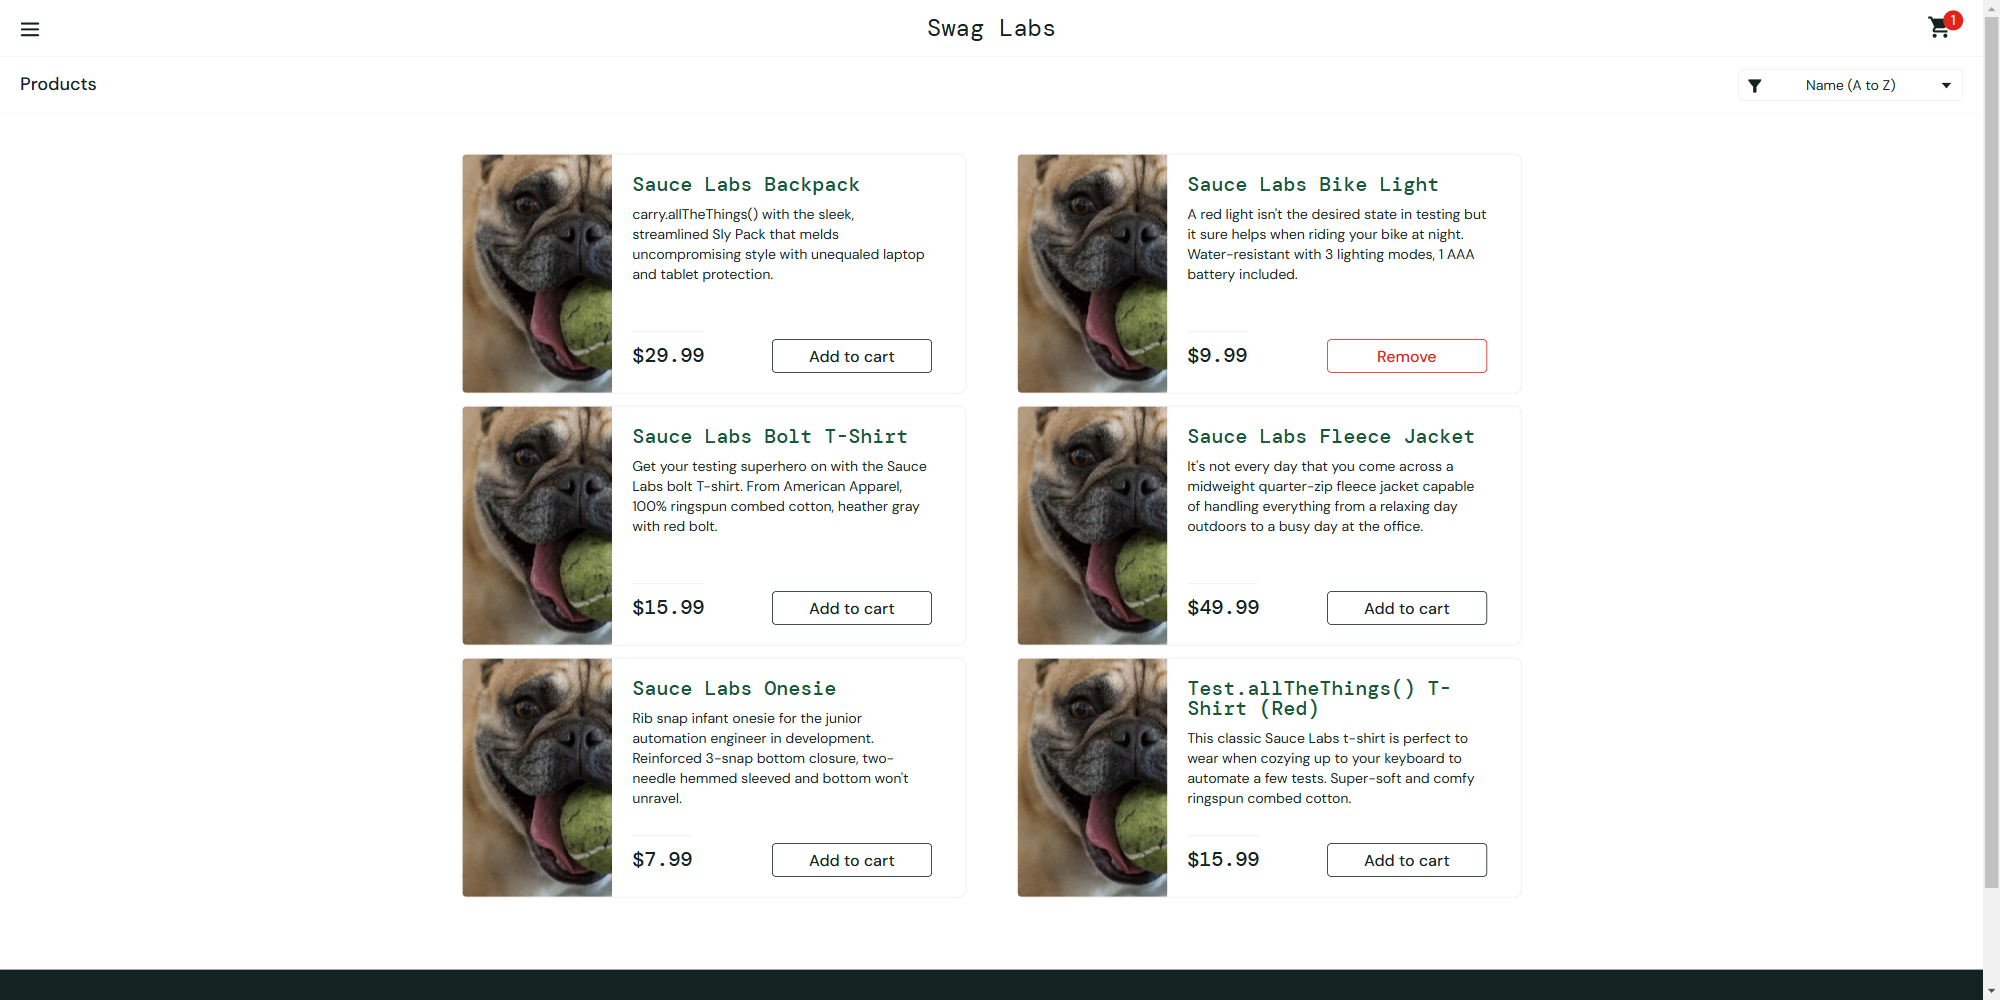 Swag Labs
1
Products
Name (A to Z)
Sauce Labs Backpack
carry.allTheThings() with the sleek,
streamlined Sly Pack that melds
uncompromising style with unequaled laptop
and tablet protection.
$29.99
Add to cart
Sauce Labs Bike Light
A red light isn't the desired state in testing but
it sure helps when riding your bike at night.
Water-resistant with 3 lighting modes, 1 AAA
battery included.
$9.99
Remove
Sauce Labs Bolt T-Shirt
Get your testing superhero on with the Sauce
Labs bolt T-shirt. From American Apparel,
100% ringspun combed cotton, heather gray
with red bolt.
$15.99
Add to cart
Sauce Labs Fleece Jacket
It's not every day that you come across a
midweight quarter-zip fleece jacket capable
of handling everything from a relaxing day
outdoors to a busy day at the office.
$49.99
Add to cart
Sauce Labs Onesie
Rib snap infant onesie for the junior
automation engineer in development.
Reinforced 3-snap bottom closure, two-
needle hemmed sleeved and bottom won't
unravel.
$7.99
Add to cart
Test.allTheThings() T-
Shirt (Red)
This classic Sauce Labs t-shirt is perfect to
wear when cozying up to your keyboard to
automate a few tests. Super-soft and comfy
ringspun combed cotton.
$15.99
Add to cart